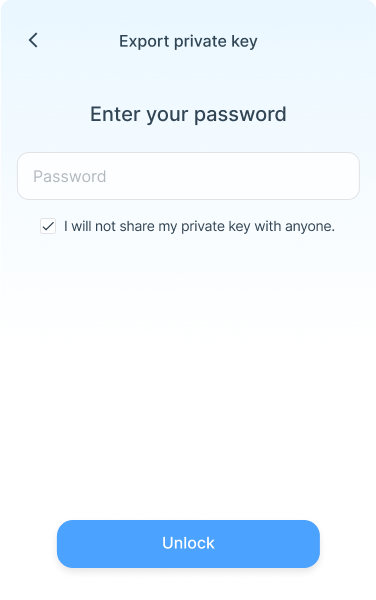 Export private key
Enter your password
Password
I will not share my private key with anyone.
Unlock